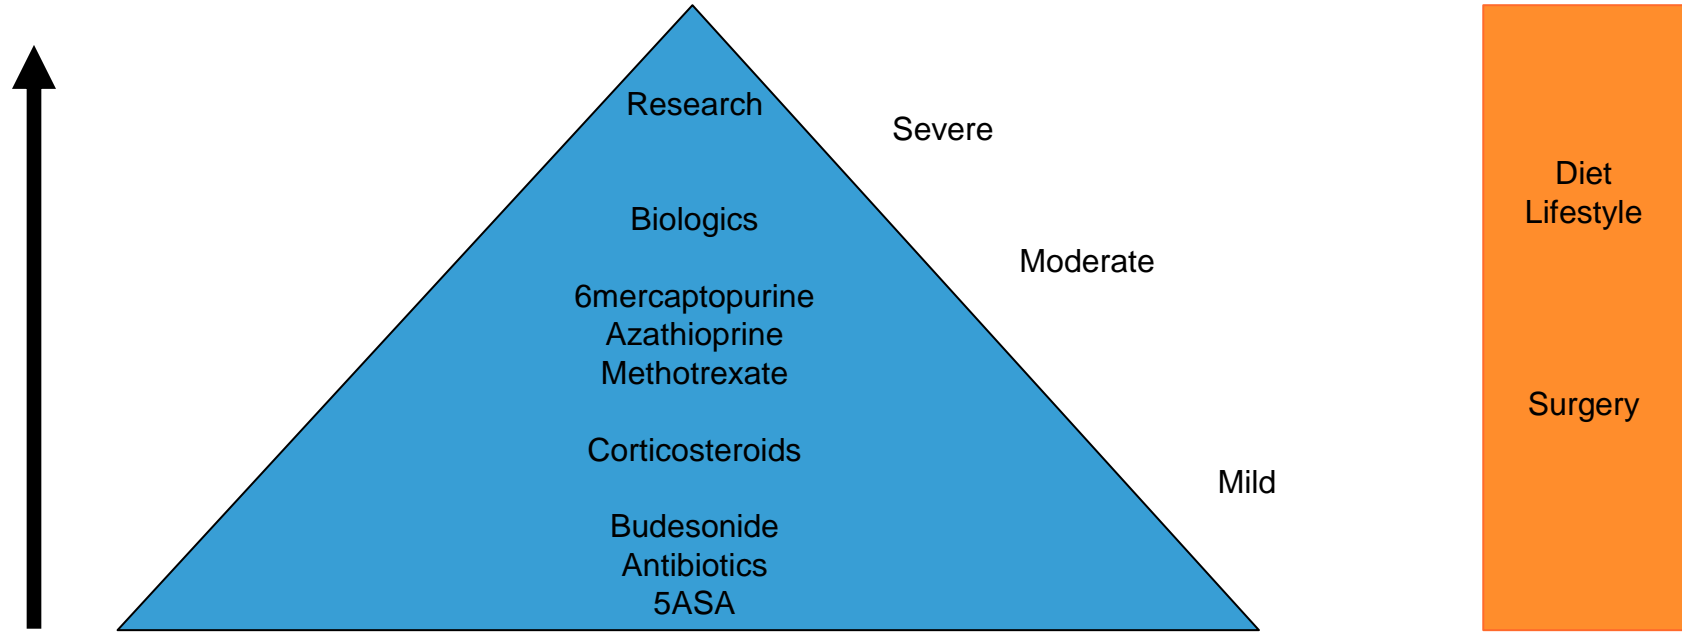 Research
Biologics
6mercaptopurine
Azathioprine
Methotrexate
Corticosteroids
Budesonide
Antibiotics
5ASA
Severe
Moderate
Mild
Diet
Lifestyle
Surgery